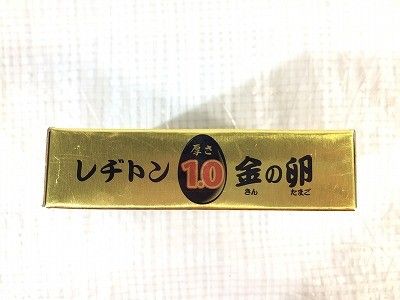 レヂトン 厚さ 1.0 金の卵
きん たまご